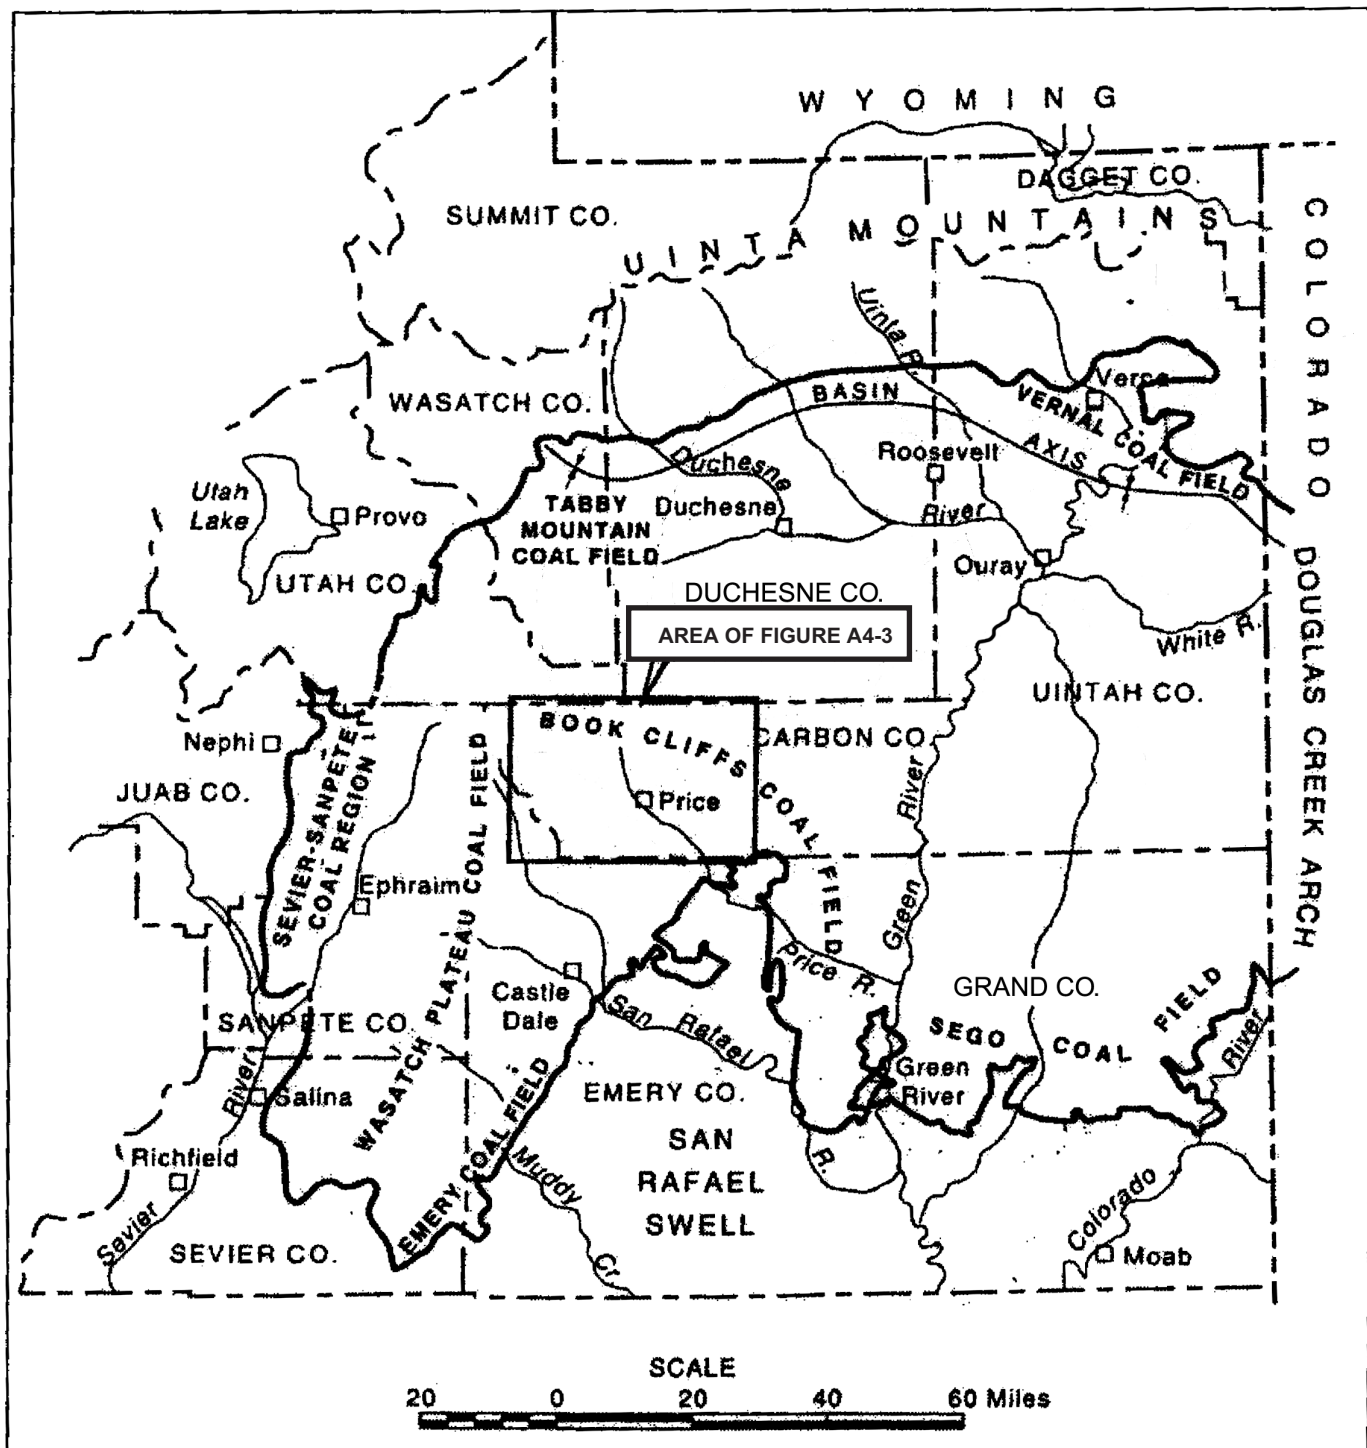 WYOMING
DAGGET CO.
SUMMIT CO.
UINTA MOUNTAINS
COLORADO
Uinta R.
WASATCH CO.
BASIN
AXIS
VERNAL COAL FIELD
Roosevelt
Duchesne
River
Utah
Lake
Provo
TABBY
MOUNTAIN
COAL FIELD
Duchesne
Ouray
UTAH CO.
DUCHESNE CO.
AREA OF FIGURE A4-3
White R.
DOUGLAS CREEK ARCH
UINTAH CO.
BOOK CLIFFS COAL FIELD
CARBON CO.
Nephi
Price
Green River
JUAB CO.
SEVIER-SANPETE
COAL REGION
Ephraim
WASATCH PLATEAU COAL FIELD
Price R.
Castle
Dale
San Rafael
R.
GRAND CO.
SEGO COAL FIELD
River
SANPETE CO.
Green
River
EMERY CO.
River
Salina
EMERY COAL FIELD
SAN
RAFAEL
SWELL
Richfield
Muddy
Cr.
Colorado
Moab
Sevier
SEVIER CO.
SCALE
20 0 20 40 60 Miles